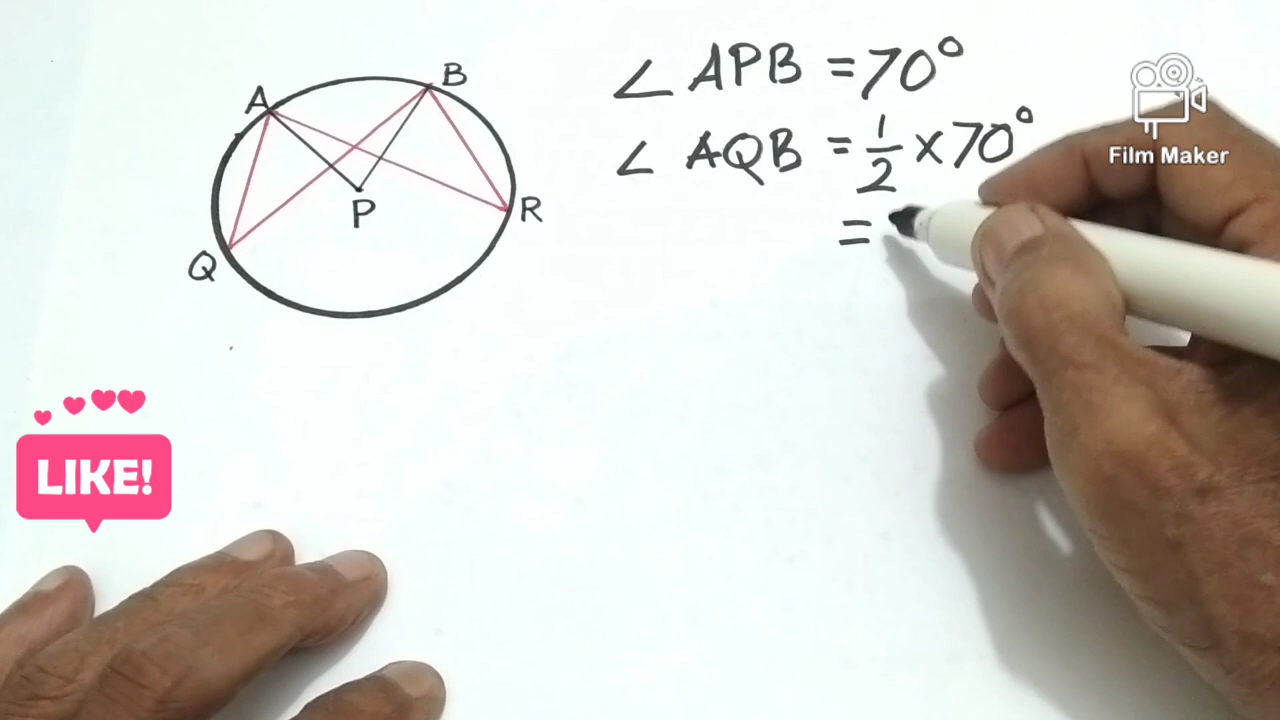 ∠ APB = 70°
∠ AQB = 1/2 × 70°
=
A
B
P
R
Q
Film Maker
LIKE!